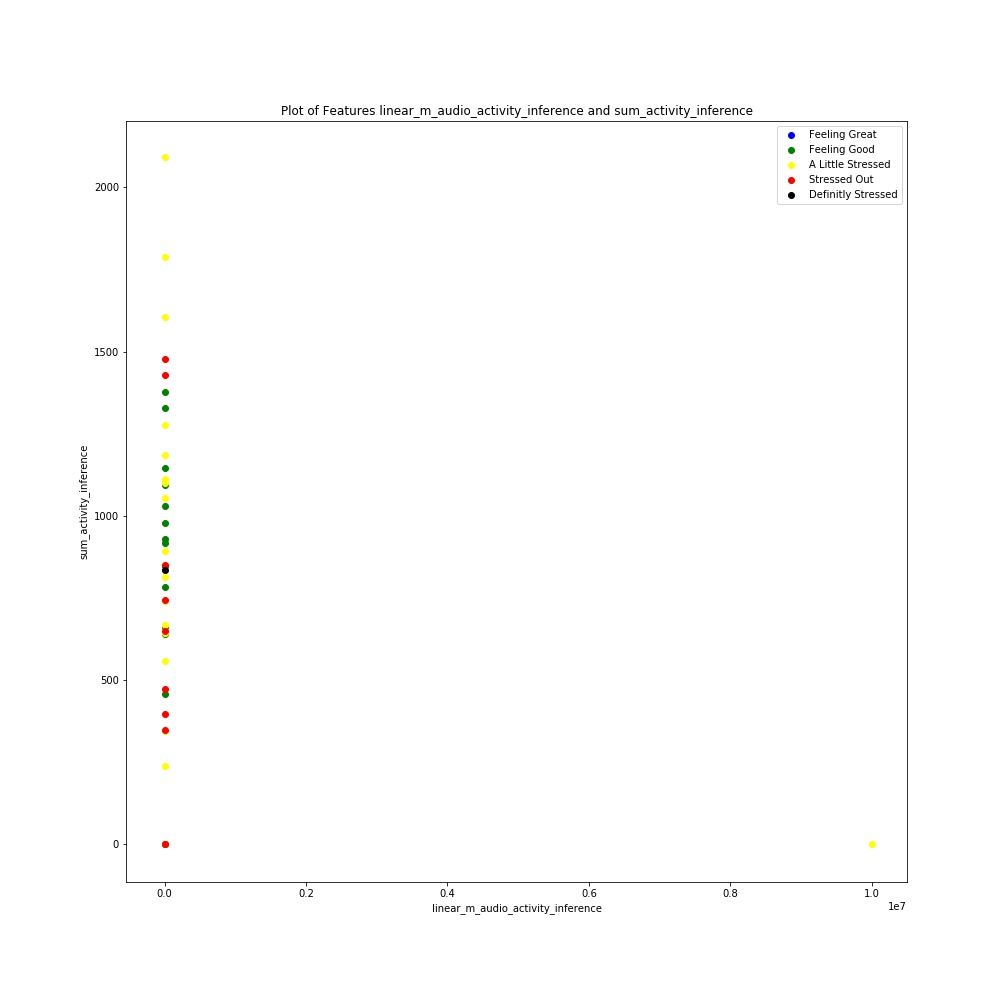 Plot of Features linear_m_audio_activity_inference and sum_activity_inference
Feeling Great
Feeling Good
A Little Stressed
Stressed Out
Definitly Stressed
2000
1500
1000
500
0
sum_activity_inference
0.0 0.2 0.4 0.6 0.8 1.0
1e7
linear_m_audio_activity_inference